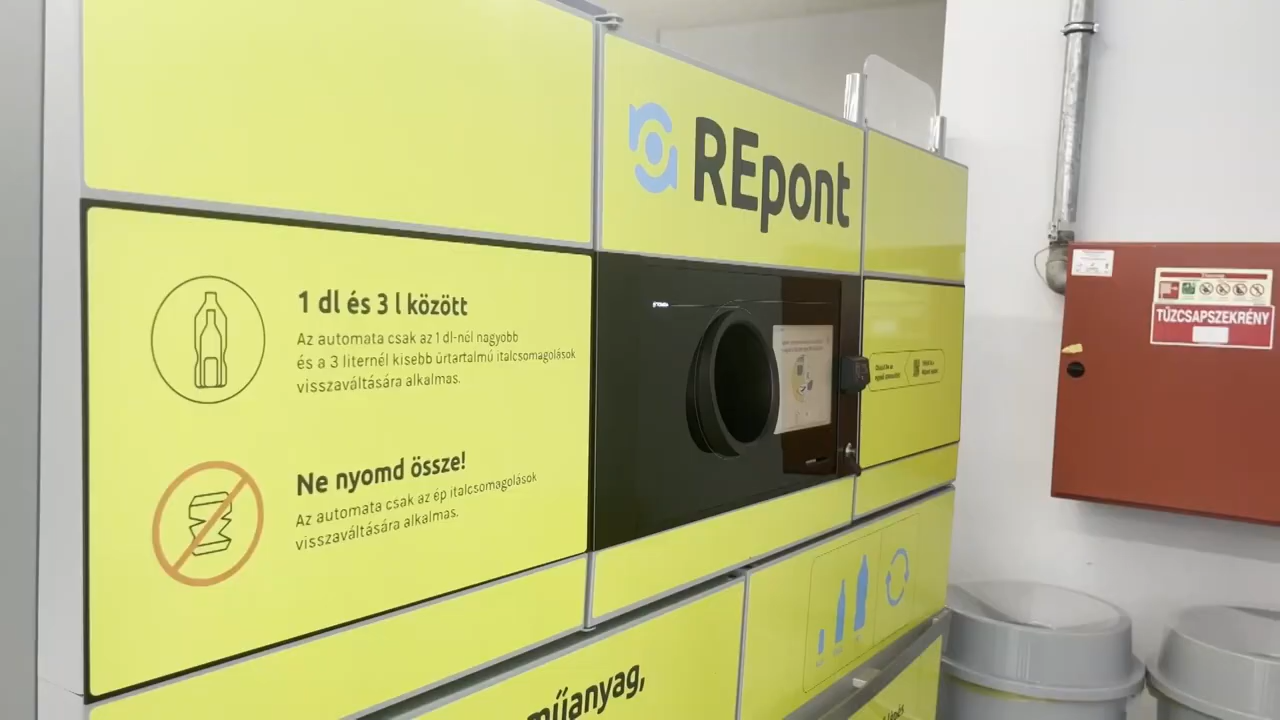 REpont
1 dl és 3 l között
Az automata csak az 1 dl-nél nagyobb
és a 3 liternél kisebb űrtartalmú italcsomagolások
visszaváltására alkalmas.
Ne nyomd össze!
Az automata csak az ép italcsomagolások
visszaváltására alkalmas.
műanyag,
TŰZCSAPSZEKRÉNY